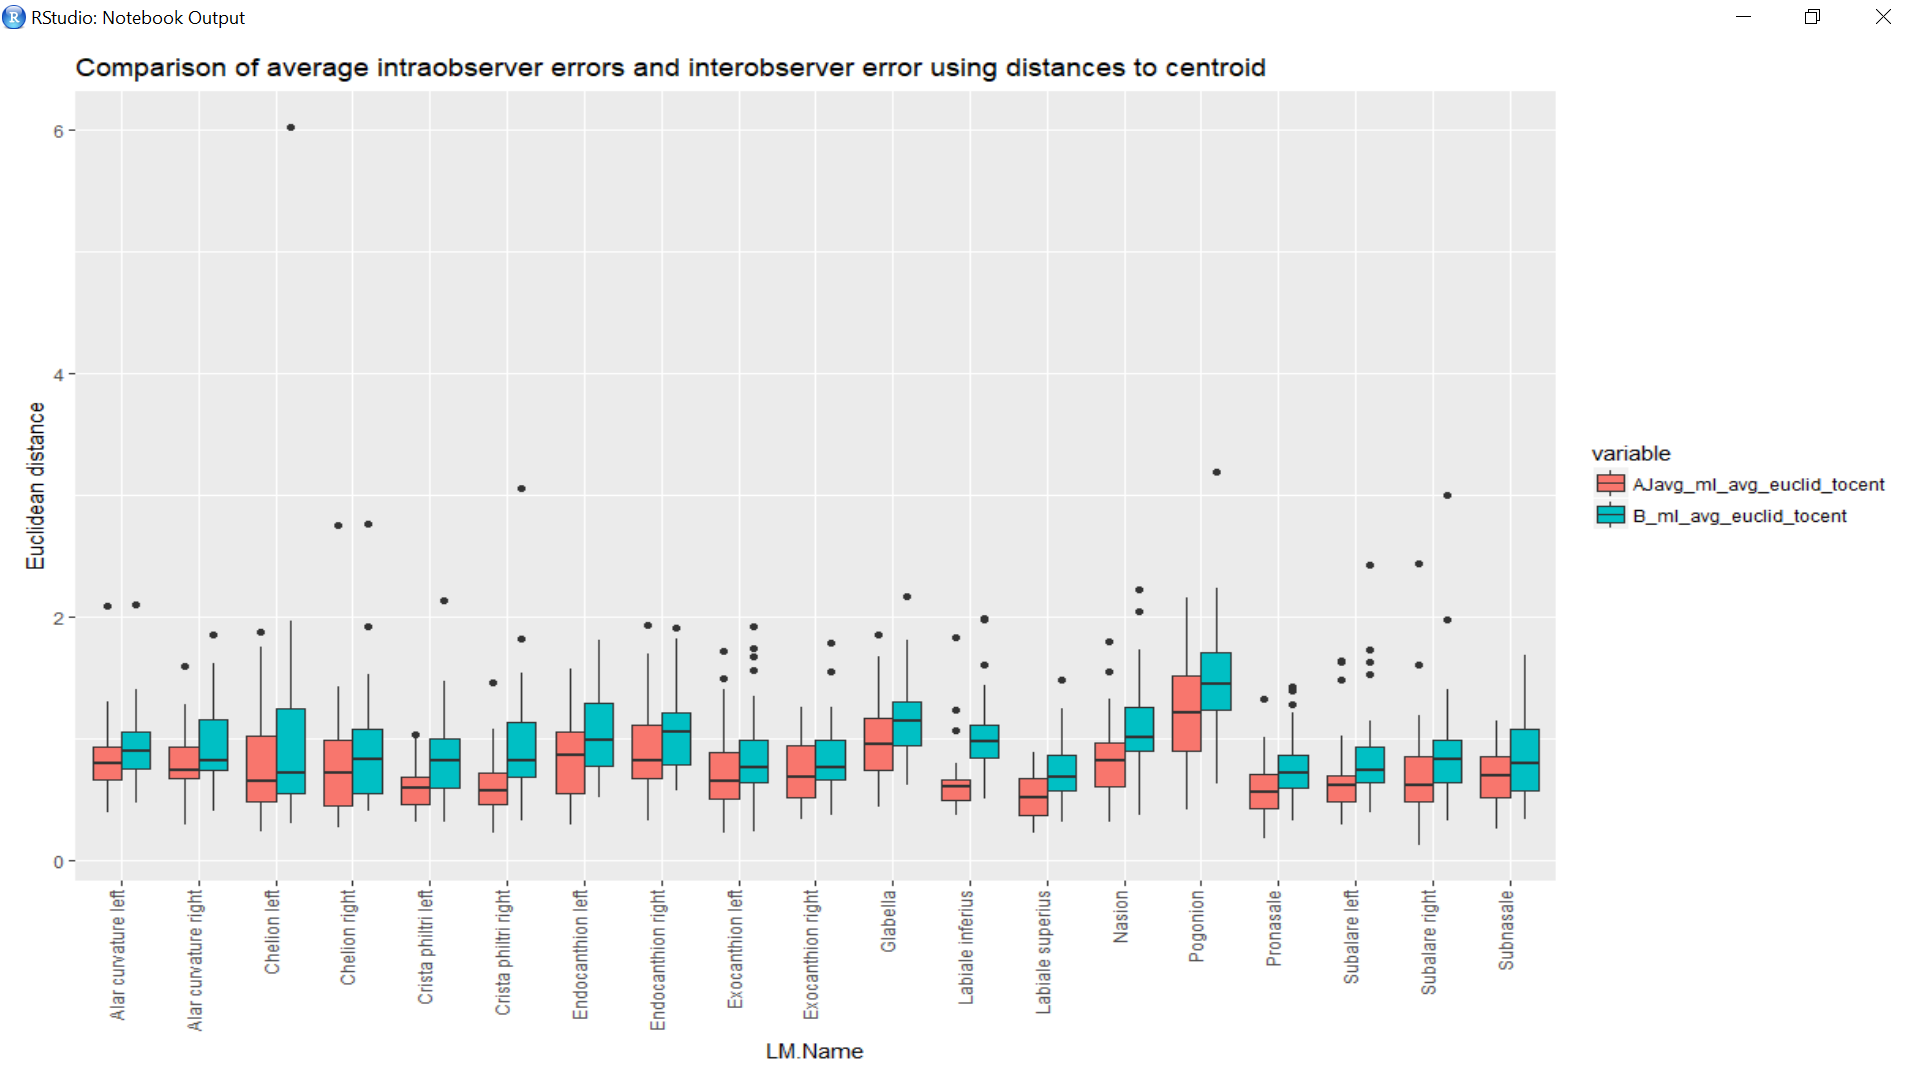 RStudio: Notebook Output
Comparison of average intraobserver errors and interobserver error using distances to centroid
Euclidean distance
6
4
2
0
variable
AJavg_ml_avg_euclid_tocent
B_ml_avg_euclid_tocent
Alar curvature left
Alar curvature right
Chelion left
Chelion right
Crista philtri left
Crista philtri right
Endocanthion left
Endocanthion right
Exocanthion left
Exocanthion right
Glabella
Labiale inferius
Labiale superius
Nasion
Pogonion
Pronasale
Subalare left
Subalare right
Subnasale
LM.Name